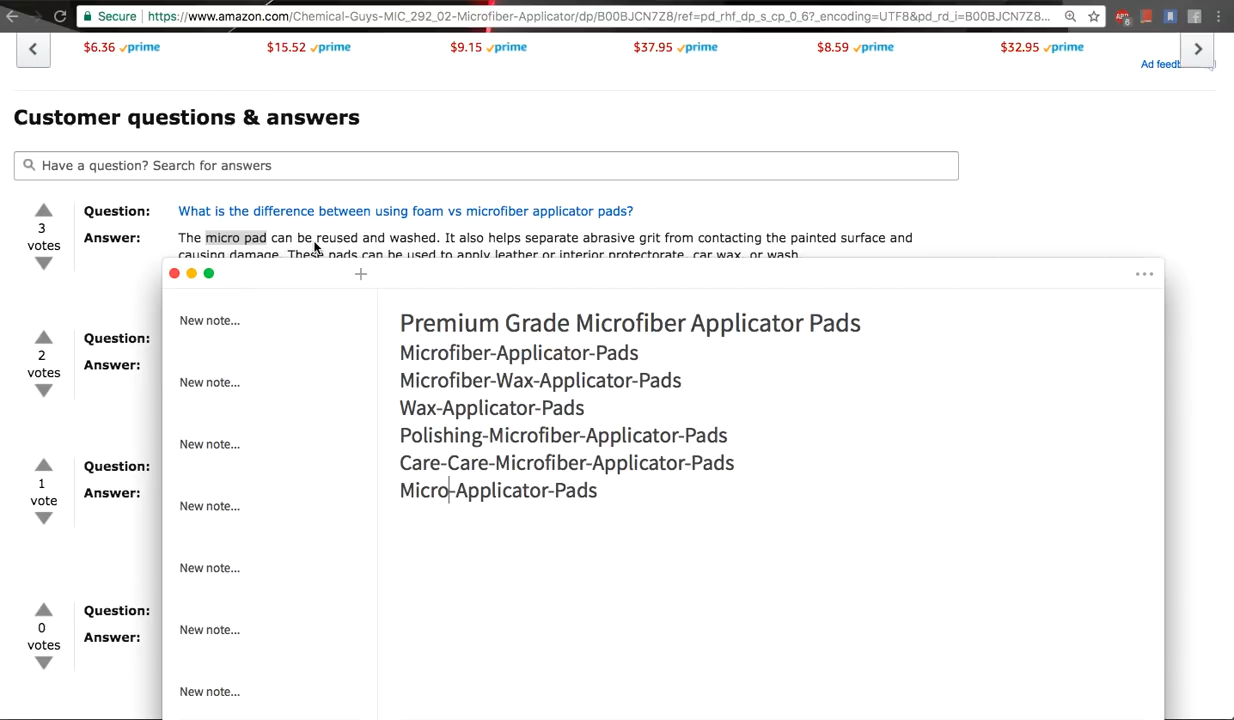 Secure https://www.amazon.com/Chemical-Guys-MIC_292_02-Microfiber-Applicator/dp/B00BJCN7Z8/ref=pd_rhf_dp_s_cp_0_6?_encoding=UTF8&pd_rd_i=B00BJCN7Z8...
$6.36 prime $15.52 prime $9.15 prime $37.95 prime $8.59 prime $32.95 prime
Ad feedb
Customer questions & answers
Have a question? Search for answers
3
votes
Question: What is the difference between using foam vs microfiber applicator pads?
Answer: The micro pad can be reused and washed. It also helps separate abrasive grit from contacting the painted surface and
causing damage. These pads can be used to apply leather or interior protectorate, car wax, or wash.
2
votes
Question:
Answer:
1
vote
Question:
Answer:
0
votes
Question:
Answer:
New note...
New note...
New note...
New note...
New note...
New note...
New note...
Premium Grade Microfiber Applicator Pads
Microfiber-Applicator-Pads
Microfiber-Wax-Applicator-Pads
Wax-Applicator-Pads
Polishing-Microfiber-Applicator-Pads
Care-Care-Microfiber-Applicator-Pads
Micro-Applicator-Pads